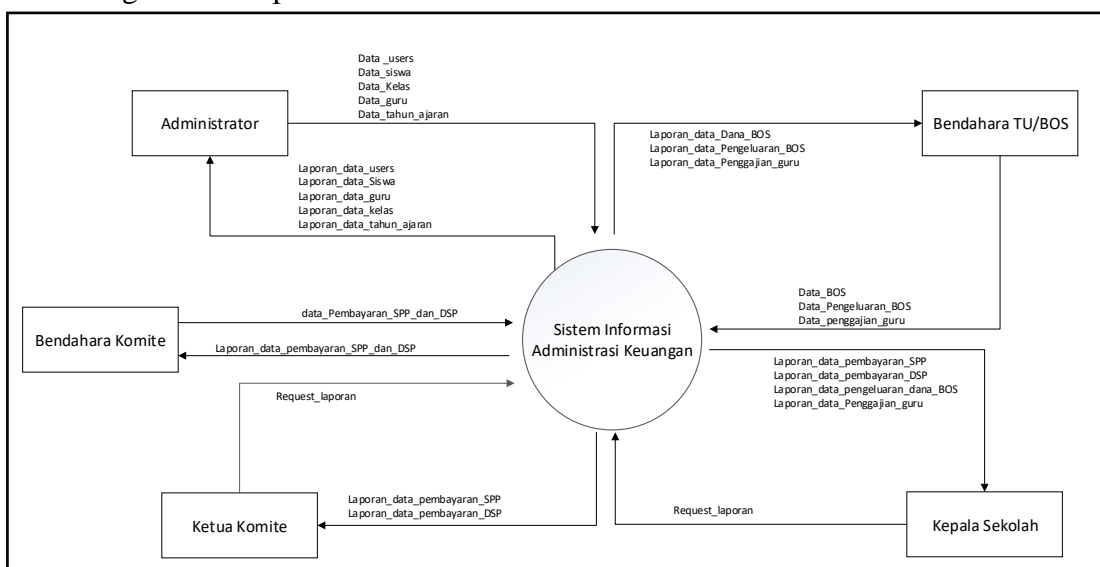 Administrator
Data _users
Data_siswa
Data_Kelas
Data_guru
Data_tahun_ajaran
Laporan_data_users
Laporan_data_Siswa
Laporan_data_guru
Laporan_data_kelas
Laporan_data_tahun_ajaran
Bendahara TU/BOS
Laporan_data_Dana_BOS
Laporan_data_Pengeluaran_BOS
Laporan_data_Penggajian_guru
Data_BOS
Data_Pengeluaran_BOS
Data_penggajian_guru
Bendahara Komite
data_Pembayaran_SPP_dan_DSP
Laporan_data_pembayaran_SPP_dan_DSP
Sistem Informasi
Administrasi Keuangan
Laporan_data_pembayaran_SPP
Laporan_data_pembayaran_DSP
Laporan_data_pengeluaran_dana_BOS
Laporan_data_Penggajian_guru
Request_laporan
Ketua Komite
Laporan_data_pembayaran_SPP
Laporan_data_pembayaran_DSP
Request_laporan
Kepala Sekolah